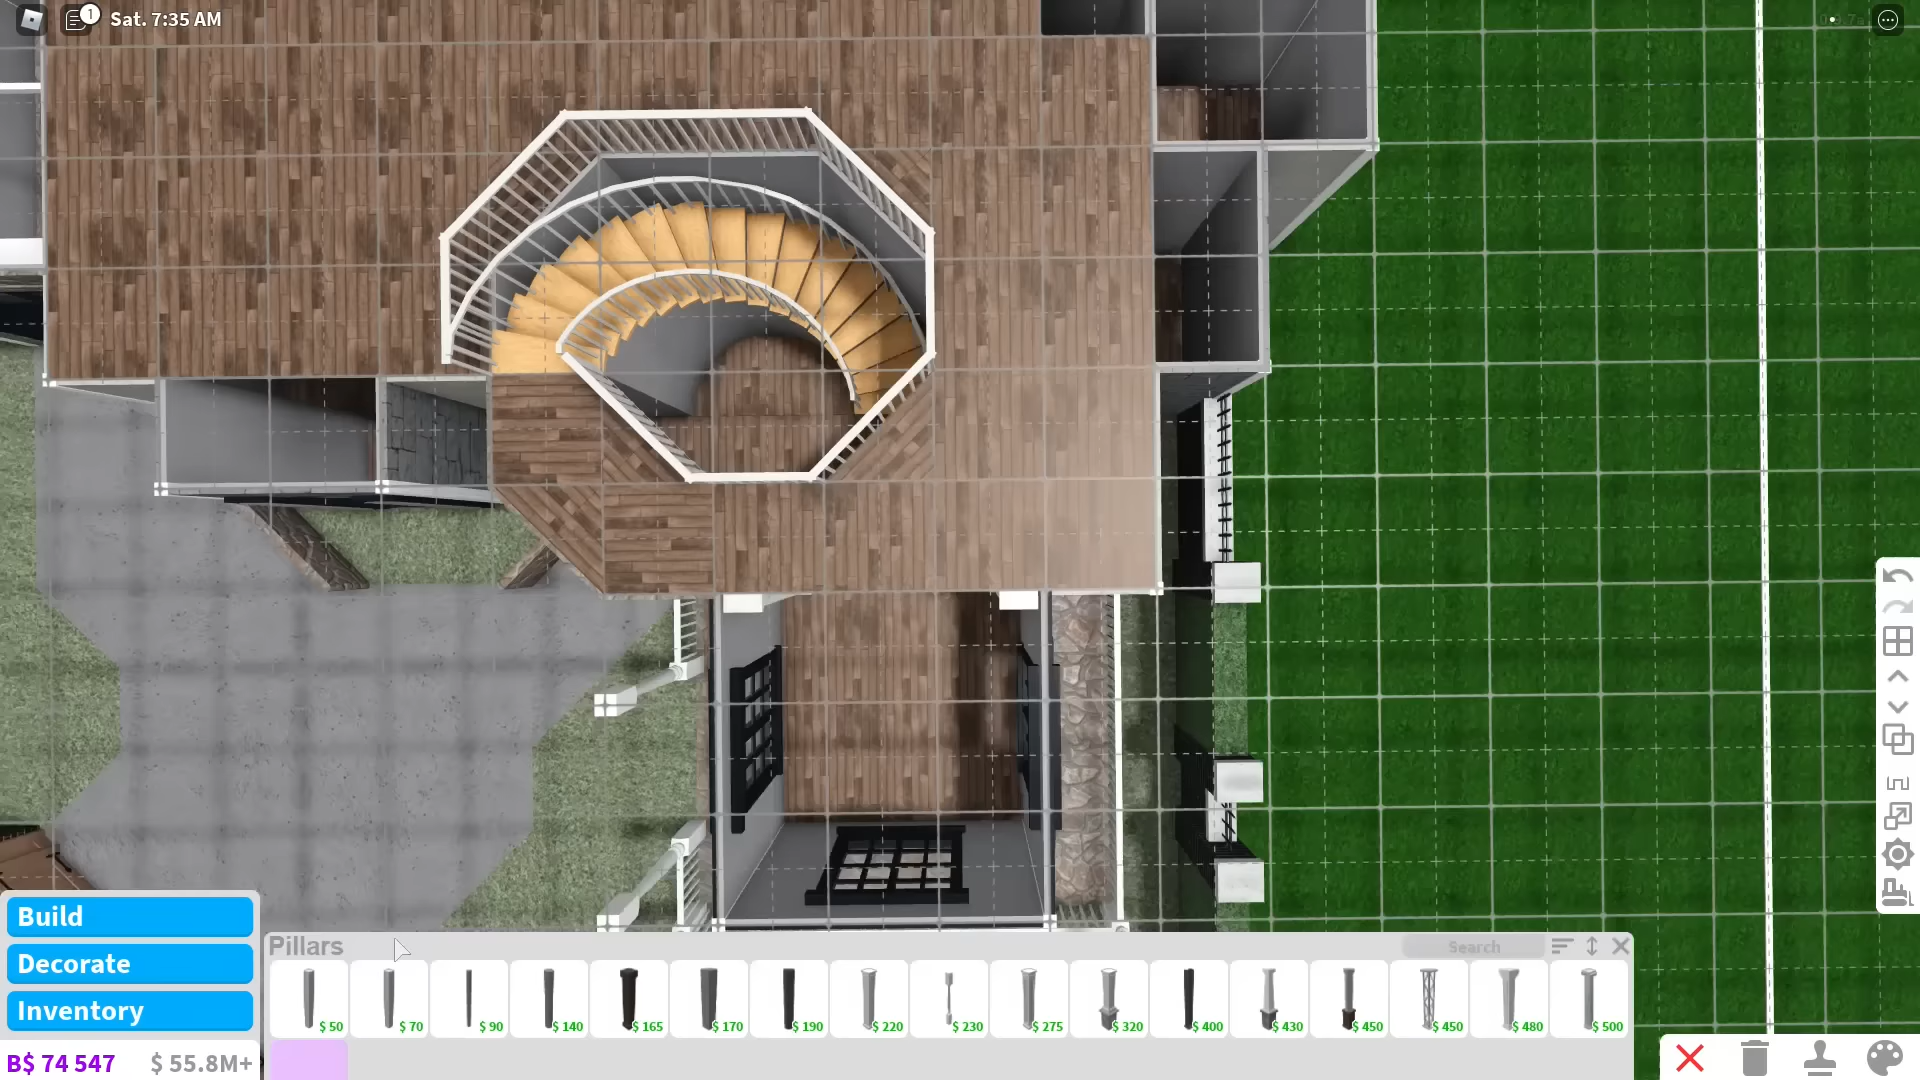 1
Sat. 7:35 AM
Build
Decorate
Inventory
B$ 74 547
$ 55.8M+
Pillars
Search
$ 50
$ 70
$ 90
$ 140
$ 165
$ 170
$ 190
$ 220
$ 230
$ 275
$ 320
$ 400
$ 430
$ 450
$ 450
$ 480
$ 500